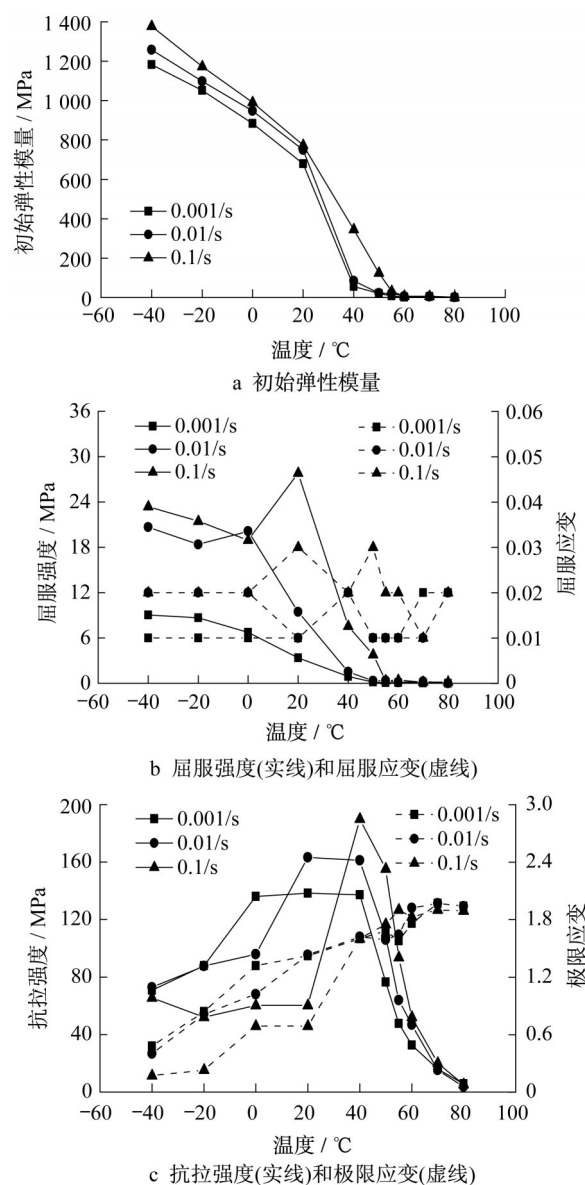 1 400
1 200
1 000
800
600
400
200
0
初始弹性模量 / MPa
0.001/s
0.01/s
0.1/s
−60 −40 −20 0 20 40 60 80 100
温度 / ℃
a 初始弹性模量
36
30
24
18
12
6
0
屈服强度 / MPa
0.001/s
0.01/s
0.1/s
0.001/s
0.01/s
0.1/s
0.06
0.05
0.04
0.03
0.02
0.01
0
屈服应变
−60 −40 −20 0 20 40 60 80 100
温度 / ℃
b 屈服强度(实线)和屈服应变(虚线)
200
160
120
80
40
0
抗拉强度 / MPa
0.001/s
0.01/s
0.1/s
0.001/s
0.01/s
0.1/s
3.0
2.4
1.8
1.2
0.6
0
极限应变
−60 −40 −20 0 20 40 60 80 100
温度 / ℃
c 抗拉强度(实线)和极限应变(虚线)